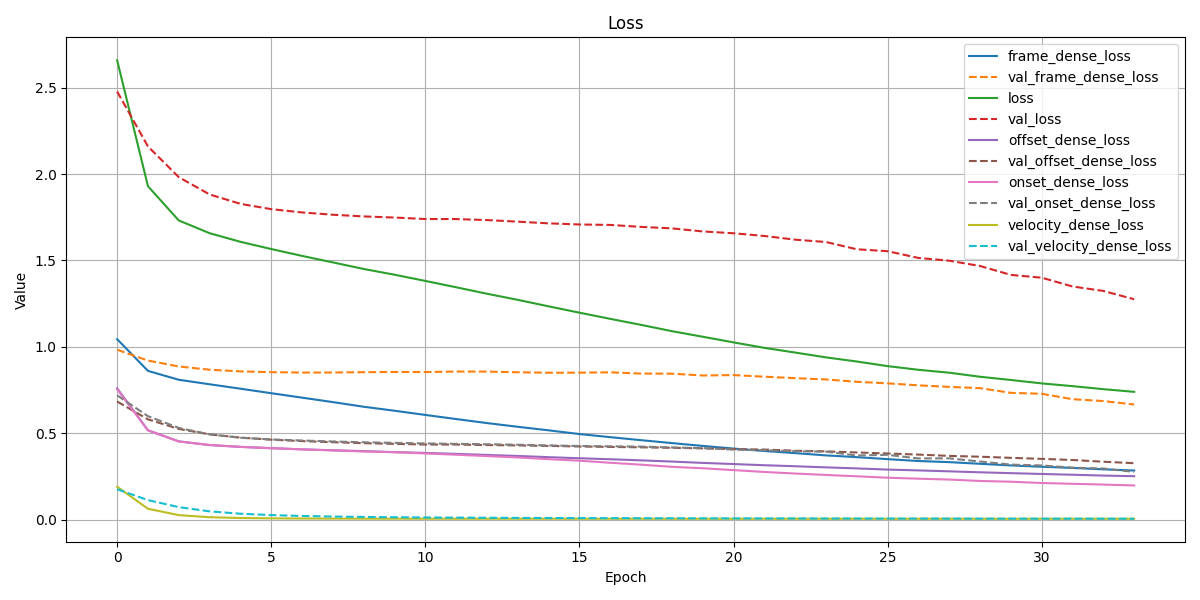 Loss
frame_dense_loss
val_frame_dense_loss
loss
val_loss
offset_dense_loss
val_offset_dense_loss
onset_dense_loss
val_onset_dense_loss
velocity_dense_loss
val_velocity_dense_loss
2.5
2.0
1.5
1.0
0.5
0.0
Value
0 5 10 15 20 25 30
Epoch